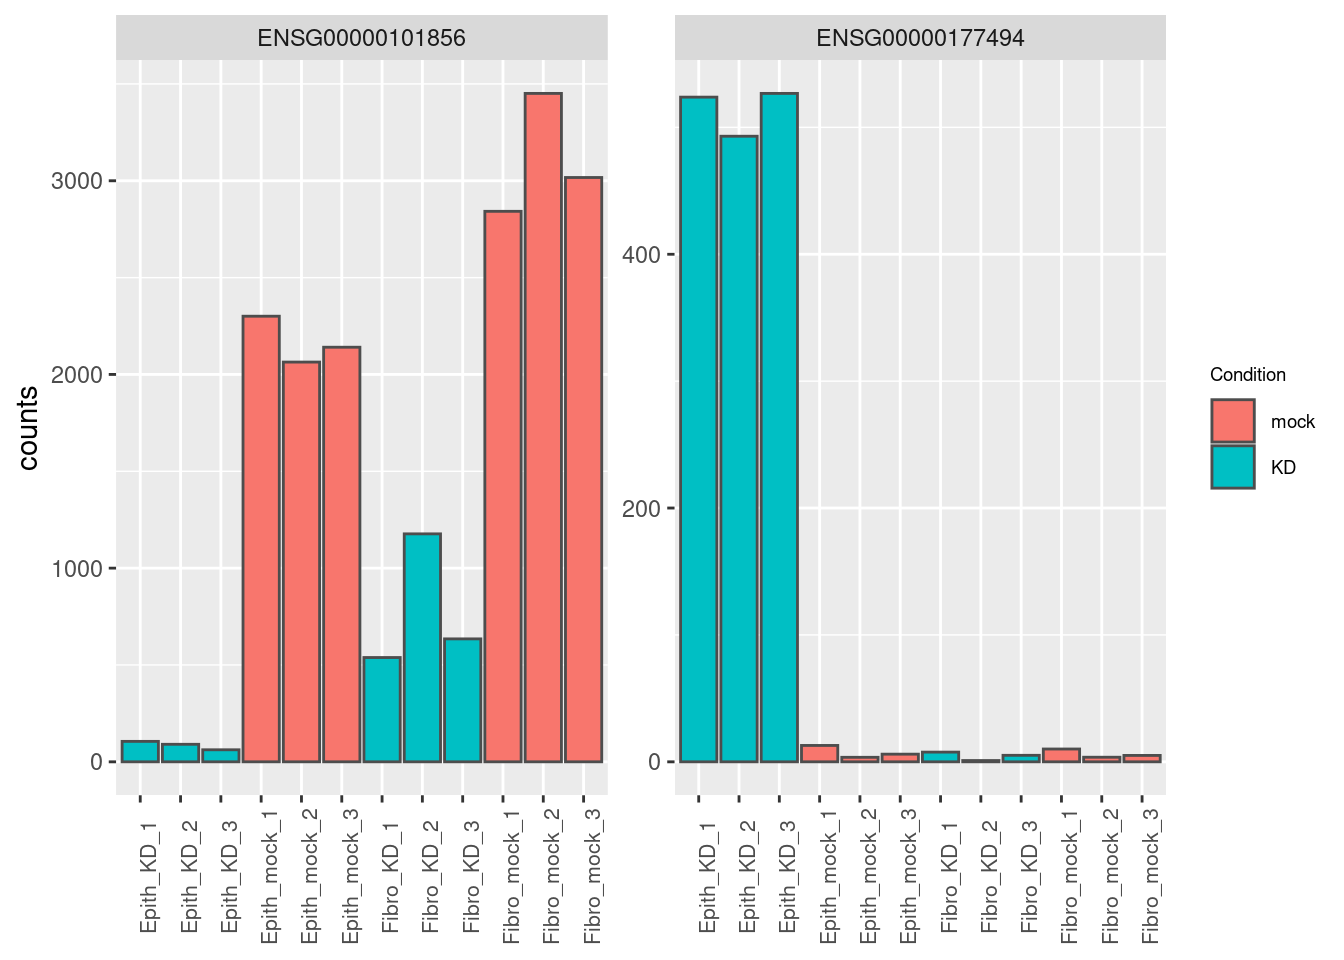 ENSG00000101856
ENSG00000177494
counts
3000
2000
1000
0
400
200
0
Epith_KD_1
Epith_KD_2
Epith_KD_3
Epith_mock_1
Epith_mock_2
Epith_mock_3
Fibro_KD_1
Fibro_KD_2
Fibro_KD_3
Fibro_mock_1
Fibro_mock_2
Fibro_mock_3
Epith_KD_1
Epith_KD_2
Epith_KD_3
Epith_mock_1
Epith_mock_2
Epith_mock_3
Fibro_KD_1
Fibro_KD_2
Fibro_KD_3
Fibro_mock_1
Fibro_mock_2
Fibro_mock_3
Condition
mock
KD